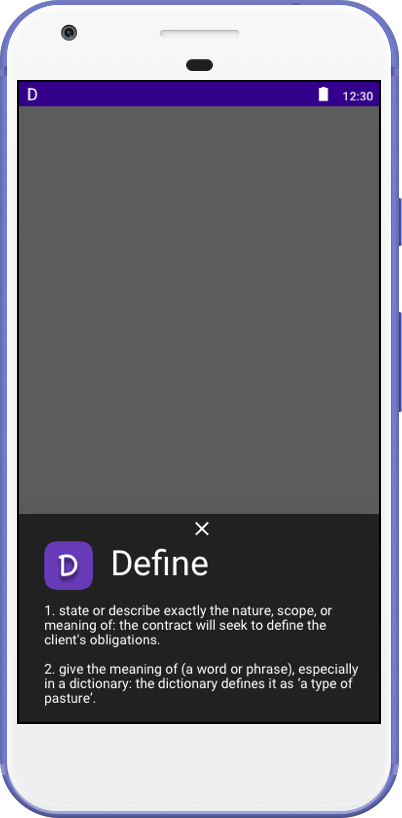 D
12:30
D
Define
1. state or describe exactly the nature, scope, or
meaning of: the contract will seek to define the
client's obligations.
2. give the meaning of (a word or phrase), especially
in a dictionary: the dictionary defines it as ‘a type of
pasture’.